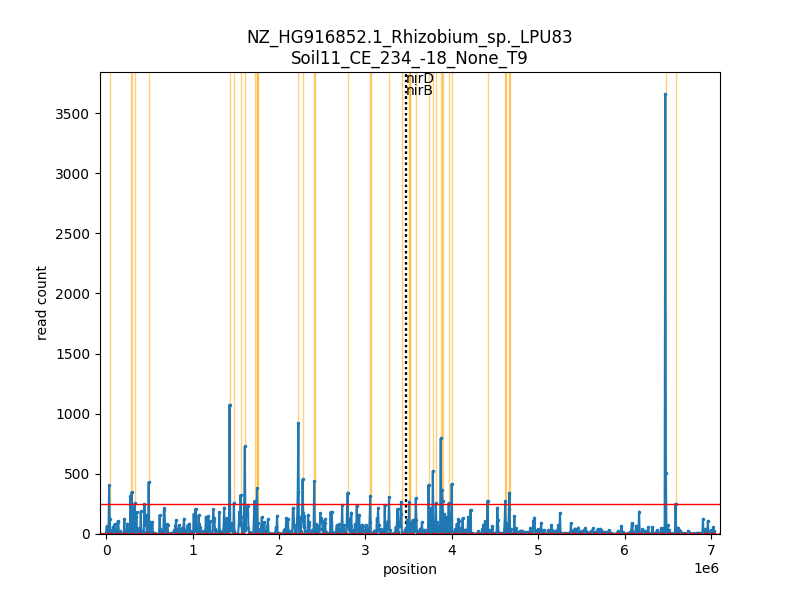 NZ_HG916852.1_Rhizobium_sp._LPU83
Soil11_CE_234_-18_None_T9
nirD
nirB
3500
3000
2500
2000
1500
1000
500
0
read count
0 1 2 3 4 5 6 7
1e6
position